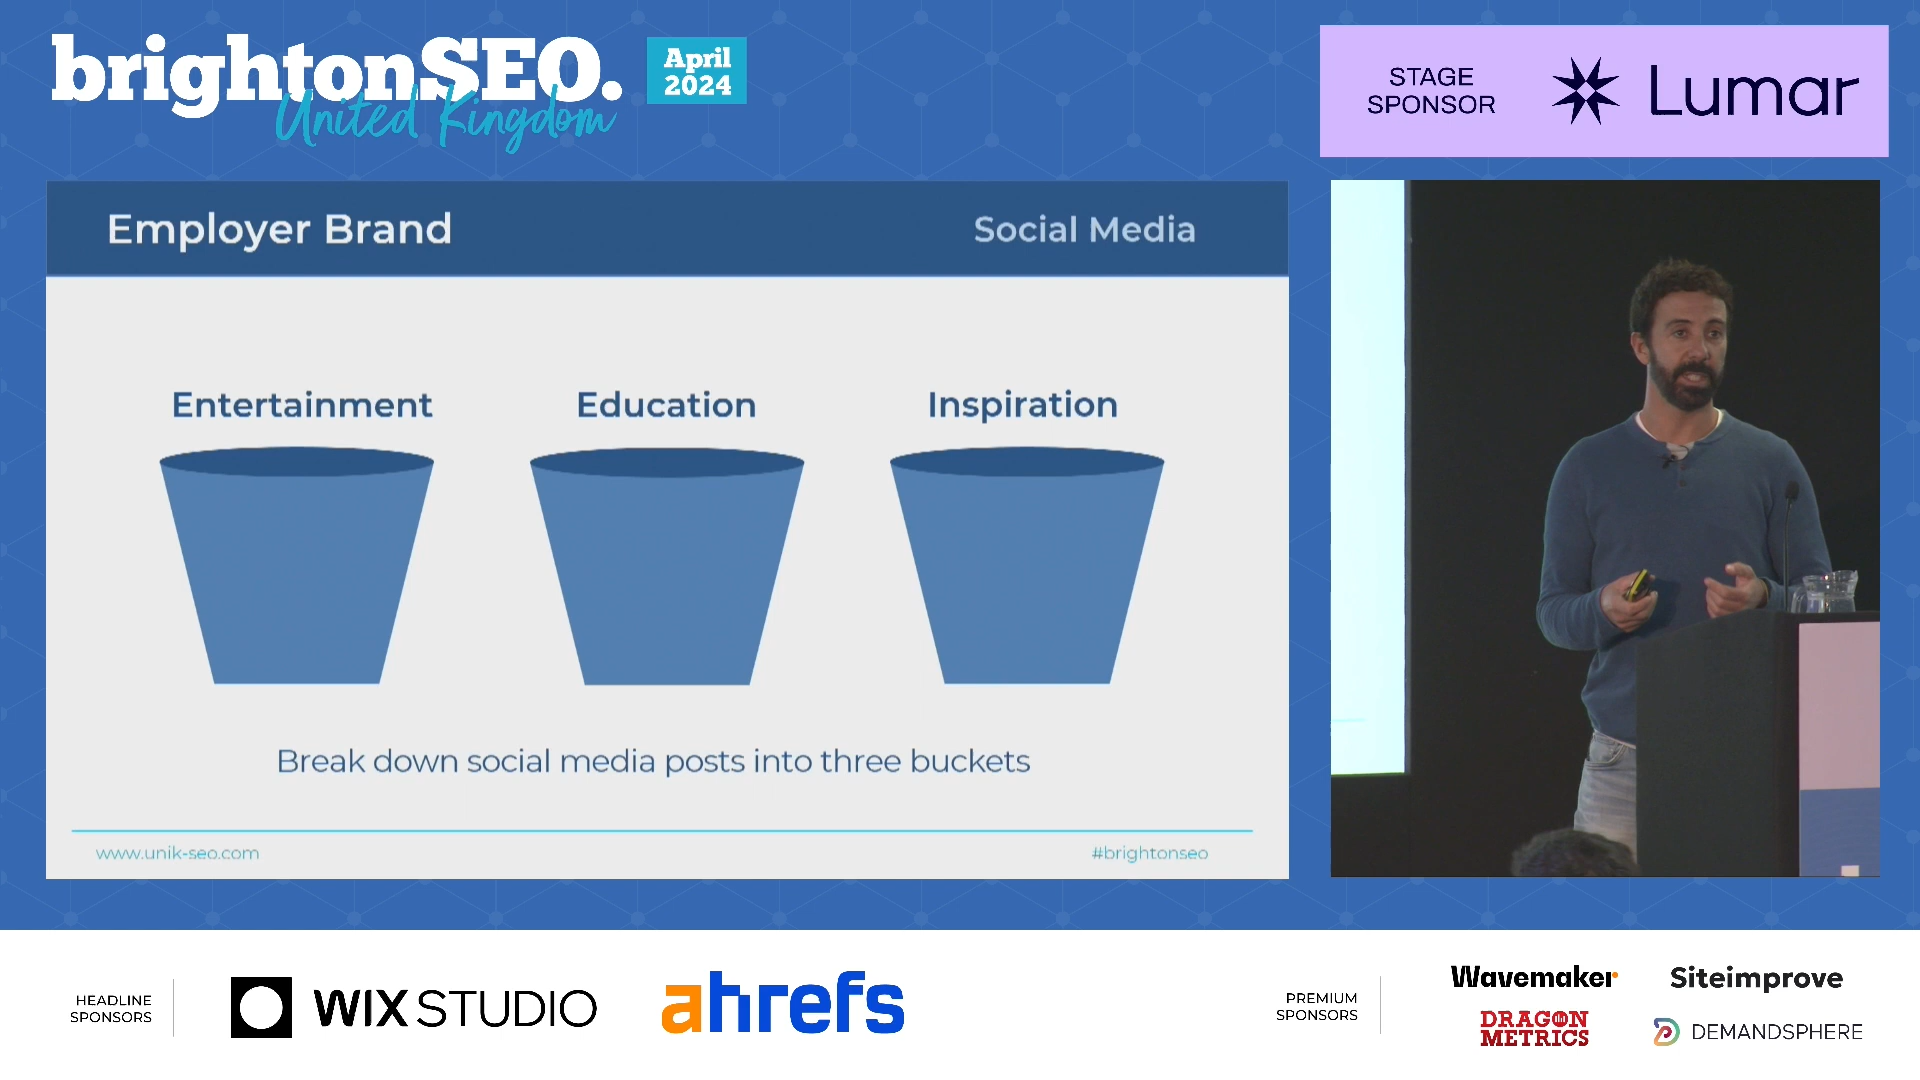 brightonSEO.
United Kingdom
April
2024
STAGE
SPONSOR
Lumar
Employer Brand
Social Media
Entertainment
Education
Inspiration
Break down social media posts into three buckets
www.unik-seo.com
#brightonseo
HEADLINE
SPONSORS
WIX STUDIO
ahrefs
PREMIUM
SPONSORS
Wavemaker
Siteimprove
DRAGON
METRICS
DEMANDSPHERE